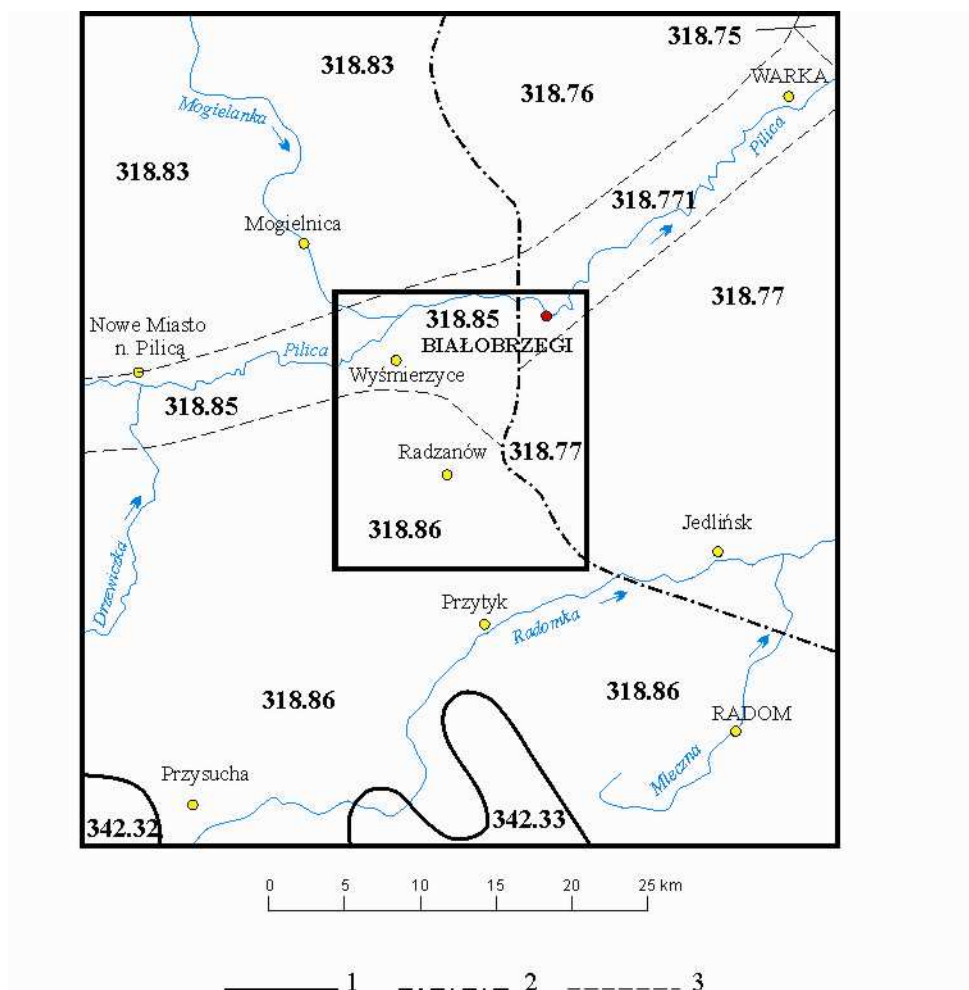 318.75
318.83
WARKA
318.76
Mogielanka
Pilica
318.83
318.771
Mogielnica
318.77
Nowe Miasto
n. Pilicą
318.85
BIAŁOBRZEGI
Pilica
Wyśmierzyce
318.85
Radzanów
318.77
318.86
Jedlińsk
Drzewiczka
Przytyk
Radomka
318.86
318.86
RADOM
Mleczna
Przysucha
342.32
342.33
0 5 10 15 20 25 km
1 2 3